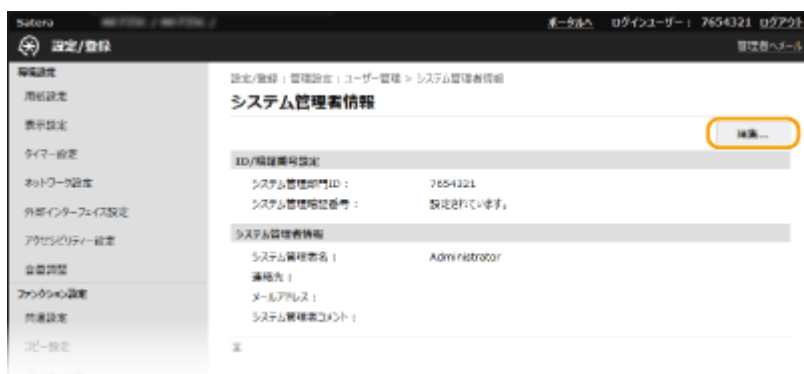 Satera
ポータルへ ログインユーザー： 7654321 ログアウト
設定/登録
管理者へメール
環境設定
用紙設定
表示設定
タイマー設定
ネットワーク設定
外部インターフェイス設定
アクセシビリティー設定
音量調整
ファンクション設定
共通設定
コピー設定
設定/登録 : 管理設定 : ユーザー管理 > システム管理者情報
システム管理者情報
編集...
ID/暗証番号設定
システム管理部門ID : 7654321
システム管理暗証番号 : 設定されています。
システム管理者情報
システム管理者名 : Administrator
連絡先 :
メールアドレス :
システム管理者コメント :